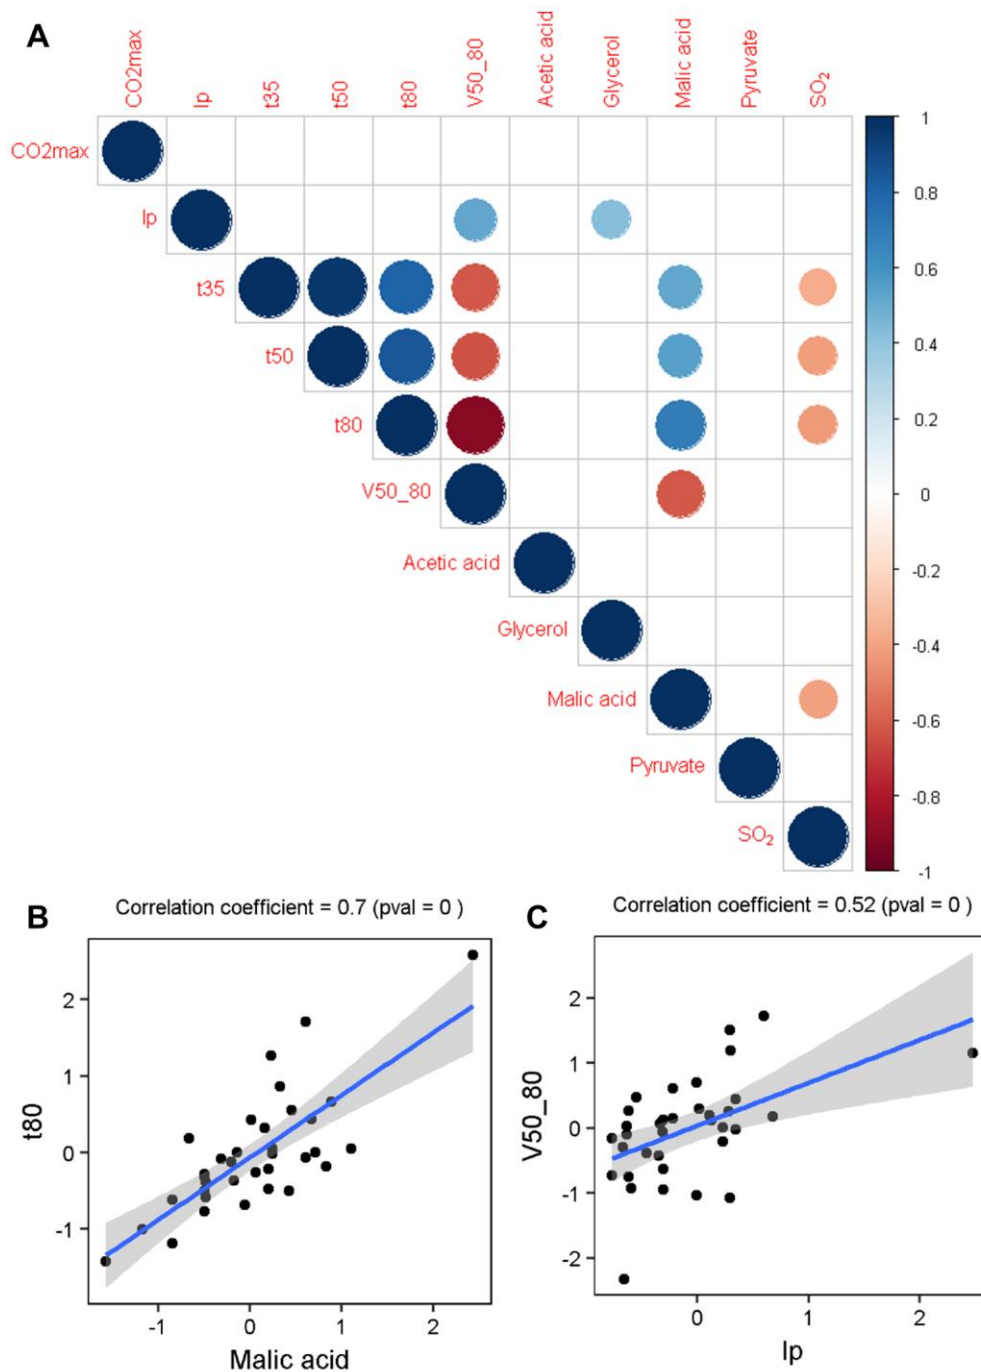 A
CO2max
lp
t35
t50
t80
V50_80
Acetic acid
Glycerol
Malic acid
Pyruvate
SO₂
CO2max
lp
t35
t50
t80
V50_80
Acetic acid
Glycerol
Malic acid
Pyruvate
SO₂
1
0.8
0.6
0.4
0.2
0
-0.2
-0.4
-0.6
-0.8
-1
B
Correlation coefficient = 0.7 (pval = 0 )
t80
2
1
0
-1
-1 0 1 2
Malic acid
C
Correlation coefficient = 0.52 (pval = 0 )
V50_80
2
1
0
-1
-2
0 1 2
lp